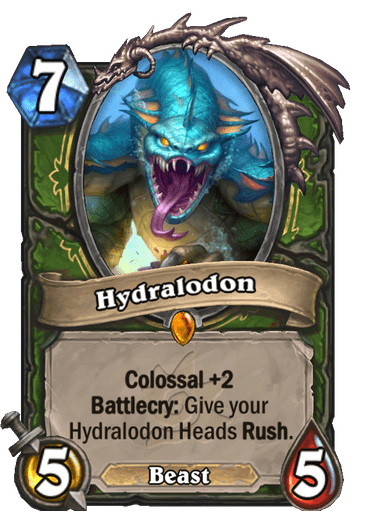 7
Hydralodon
Colossal +2
Battlecry: Give your
Hydralodon Heads Rush.
5
Beast
5